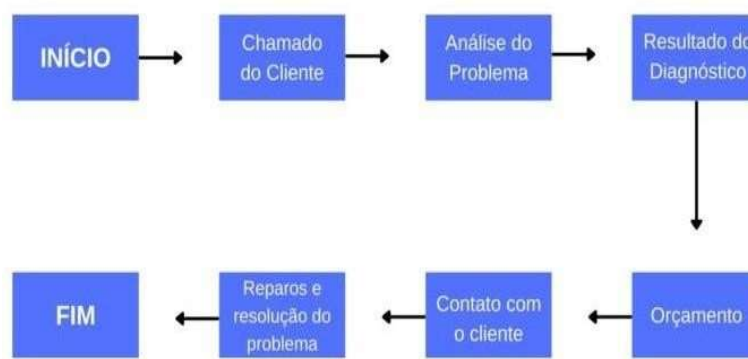 INÍCIO
Chamado
do Cliente
Análise do
Problema
Resultado do
Diagnóstico
Orçamento
Contato com
o cliente
Reparos e
resolução do
problema
FIM